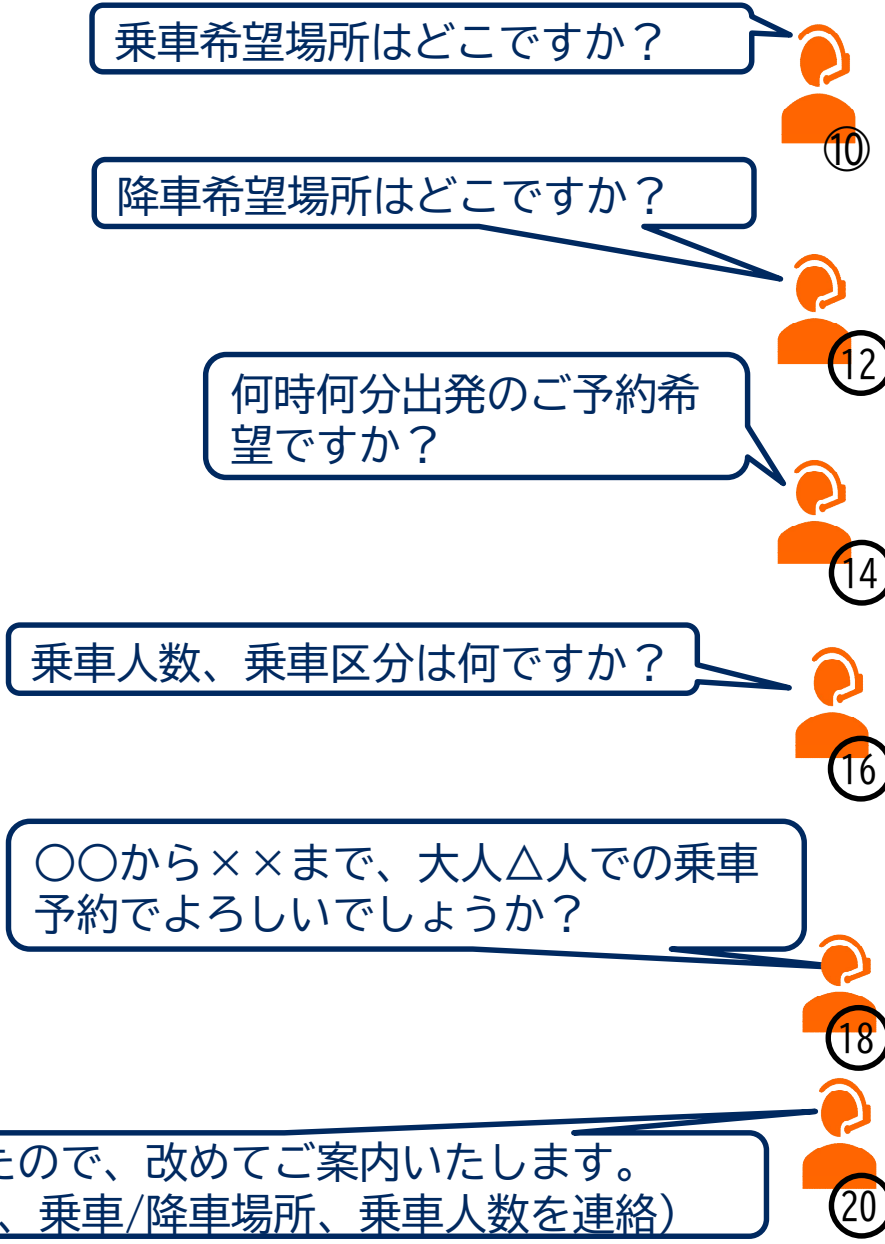 乗車希望場所はどこですか？
⑩
降車希望場所はどこですか？
12
何時何分出発のご予約希
望ですか？
14
乗車人数、乗車区分は何ですか？
16
〇〇から××まで、大人△人での乗車
予約でよろしいでしょうか？
18
たので、改めてご案内いたします。
、乗車/降車場所、乗車人数を連絡）
20